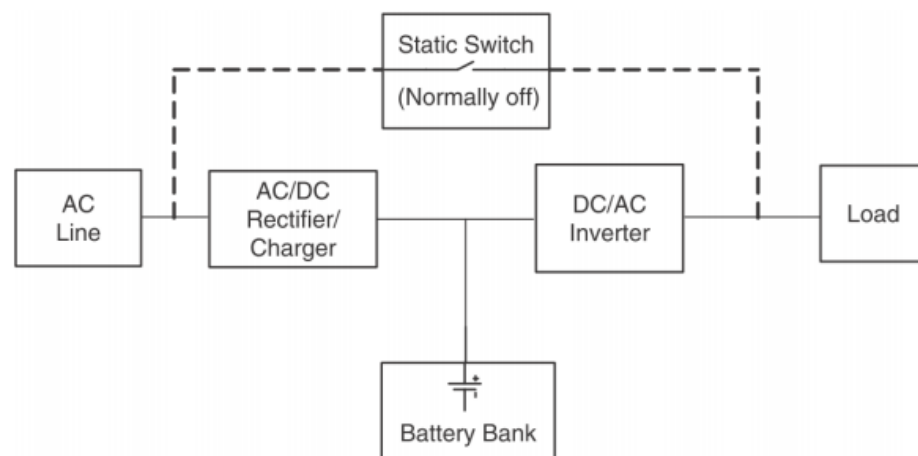 Static Switch
(Normally off)
AC
Line
AC/DC
Rectifier/
Charger
DC/AC
Inverter
Load
+
-
Battery Bank